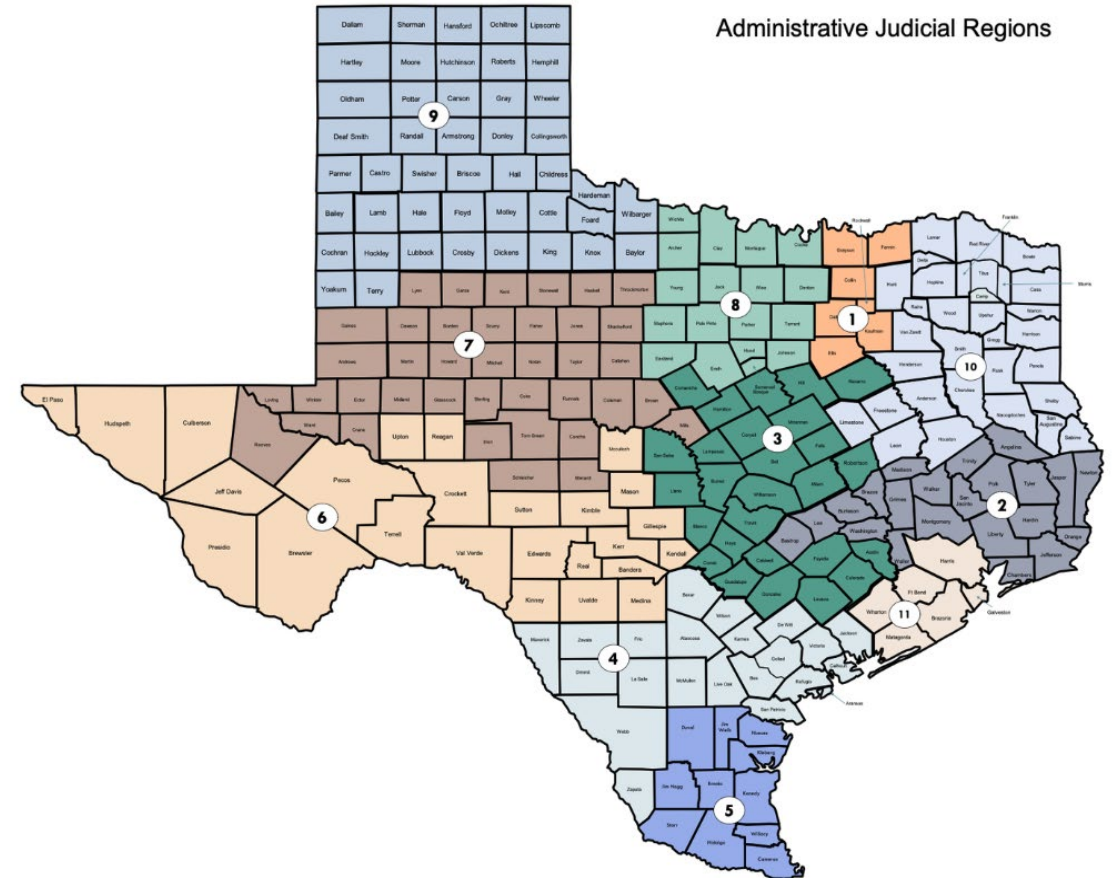 Administrative Judicial Regions
Dallam Sherman Hansford Ochiltree Lipscomb
Hartley Moore Hutchinson Roberts Hemphill
Oldham Potter Carson Gray Wheeler
9
Deaf Smith Randall Armstrong Donley Collingsworth
Parmer Castro Swisher Briscoe Hall Childress
Hardeman
Bailey Lamb Hale Floyd Motley Cottle Foard Wilbarger Wichita
Rockwall Franklin
Cochran Hockley Lubbock Crosby Dickens King Knox Baylor Archer Clay Montague Cooke Grayson Fannin Lamar Red River Bowie
Delta
Yoakum Terry Lynn Garza Kent Stonewall Haskell Throckmorton Young Jack Wise Denton Collin Hunt Hopkins Titus Morris
Cass
Camp
8
Gaines Dawson Borden Scurry Fisher Jones Shackelford Stephens Palo Pinto Parker Tarrant 1 Kaufman Rains Wood Upshur Marion
Van Zandt Gregg Harrison
7
Andrews Martin Howard Mitchell Nolan Taylor Callahan Eastland Erath Hood Johnson Ellis Henderson Smith Rusk Panola
10
El Paso Hudspeth Culberson Loving Winkler Ector Midland Glasscock Sterling Coke Runnels Coleman Brown Comanche Somervell Bosque Hill Navarro Anderson Cherokee Shelby
Reeves Ward Crane Upton Reagan Irion Tom Green Concho McCulloch Mills Hamilton Coryell McLennan Limestone Freestone Nacogdoches San Augustine Sabine
3
San Saba Lampasas Bell Falls Robertson Leon Houston Angelina
Jeff Davis Pecos Crockett Schleicher Menard Mason Llano Burnet Williamson Milam Brazos Madison Trinity Polk Tyler Jasper Newton
6
2
Presidio Brewster Terrell Sutton Kimble Gillespie Blanco Travis Lee Burleson Grimes Walker San Jacinto Hardin
Val Verde Edwards Kerr Kendall Hays Bastrop Washington Montgomery Liberty Orange
Real Bandera Comal Caldwell Fayette Austin Waller Harris Chambers Jefferson
Kinney Uvalde Medina Bexar Guadalupe Gonzales Lavaca Colorado Ft Bend Galveston
11
Maverick Zavala Frio Atascosa Wilson Karnes De Witt Victoria Jackson Wharton Brazoria
Matagorda
4
Dimmit La Salle McMullen Live Oak Bee Goliad Refugio Calhoun
Aransas
San Patricio
Webb Duval Jim Wells Nueces
Kleberg
Zapata Jim Hogg Brooks Kenedy
5
Starr Hidalgo Willacy
Cameron